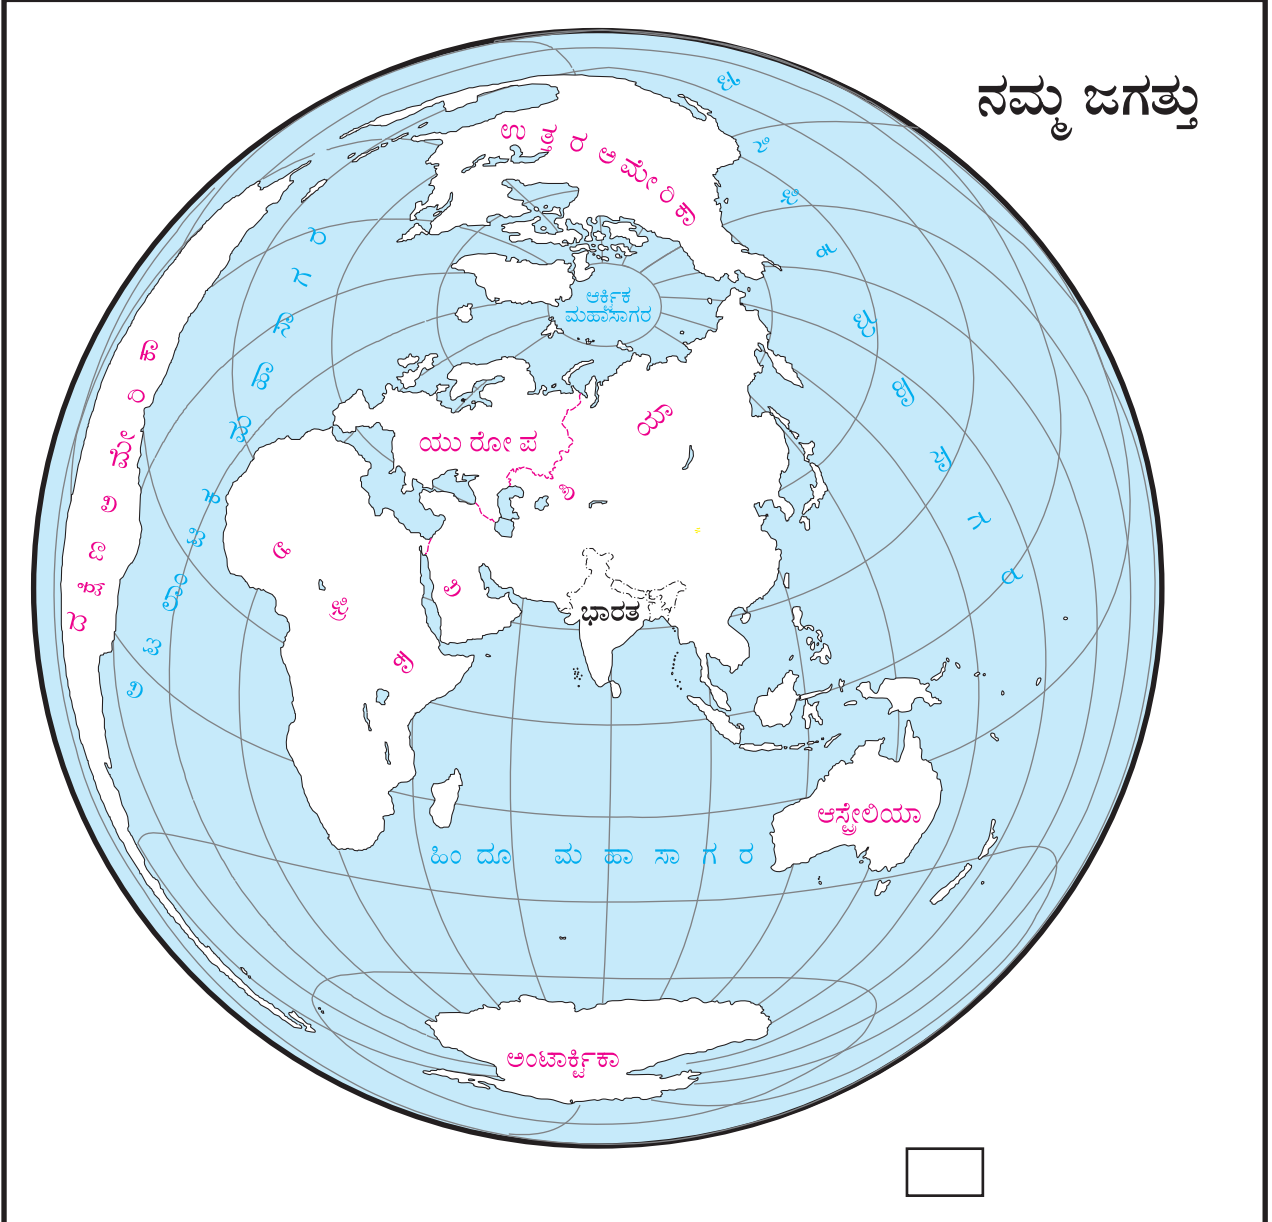 ನಮ್ಮ ಜಗತ್ತು
ಉತ್ತರ ಅಮೇರಿಕಾ
ಪೆಸಿಫಿಕ್ ಮಹಾಸಾಗರ
ಆರ್ಕ್ಟಿಕ ಮಹಾಸಾಗರ
ಅಟ್ಲಾಂಟಿಕ್ ಮಹಾಸಾಗರ
ದಕ್ಷಿಣ ಅಮೇರಿಕಾ
ಯುರೋಪ
ಏಶಿಯಾ
ಆಫ್ರಿಕಾ
ಭಾರತ
ಆಸ್ಟ್ರೇಲಿಯಾ
ಹಿಂದೂ ಮಹಾಸಾಗರ
ಅಂಟಾರ್ಕ್ಟಿಕಾ